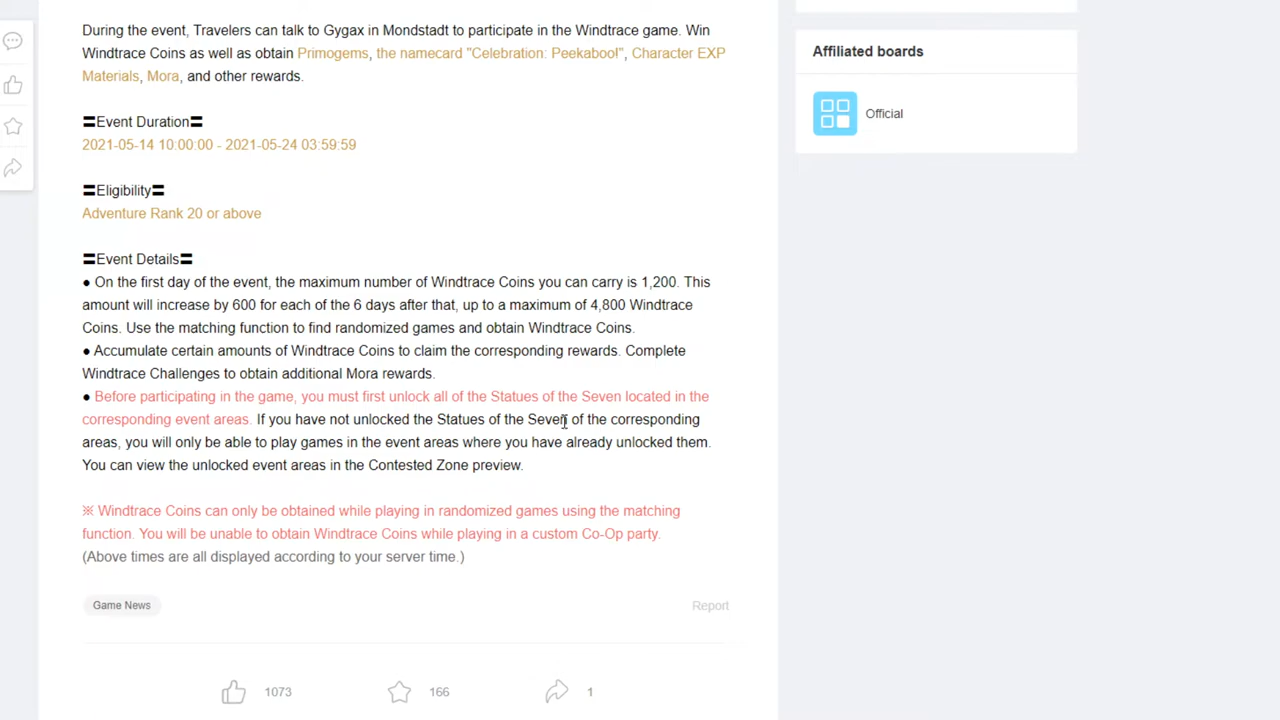 During the event, Travelers can talk to Gygax in Mondstadt to participate in the Windtrace game. Win
Windtrace Coins as well as obtain Primogems, the namecard "Celebration: Peekaboo!", Character EXP
Materials, Mora, and other rewards.
〓Event Duration〓
2021-05-14 10:00:00 - 2021-05-24 03:59:59
〓Eligibility〓
Adventure Rank 20 or above
〓Event Details〓
● On the first day of the event, the maximum number of Windtrace Coins you can carry is 1,200. This
amount will increase by 600 for each of the 6 days after that, up to a maximum of 4,800 Windtrace
Coins. Use the matching function to find randomized games and obtain Windtrace Coins.
● Accumulate certain amounts of Windtrace Coins to claim the corresponding rewards. Complete
Windtrace Challenges to obtain additional Mora rewards.
● Before participating in the game, you must first unlock all of the Statues of the Seven located in the
corresponding event areas. If you have not unlocked the Statues of the Seven of the corresponding
areas, you will only be able to play games in the event areas where you have already unlocked them.
You can view the unlocked event areas in the Contested Zone preview.
※ Windtrace Coins can only be obtained while playing in randomized games using the matching
function. You will be unable to obtain Windtrace Coins while playing in a custom Co-Op party.
(Above times are all displayed according to your server time.)
Game News
Report
1073
166
1
Affiliated boards
Official